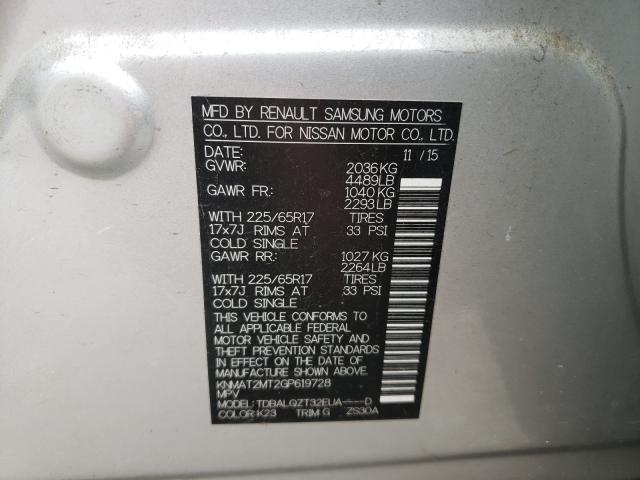 MFD BY RENAULT SAMSUNG MOTORS
CO., LTD. FOR NISSAN MOTOR CO., LTD.
DATE: 11 / 15
GVWR: 2036 KG
4489LB
GAWR FR: 1040 KG
2293LB
WITH 225/65R17 TIRES
17x7J RIMS AT 33 PSI
COLD SINGLE
GAWR RR: 1027 KG
2264LB
WITH 225/65R17 TIRES
17x7J RIMS AT 33 PSI
COLD SINGLE
THIS VEHICLE CONFORMS TO
ALL APPLICABLE FEDERAL
MOTOR VEHICLE SAFETY AND
THEFT PREVENTION STANDARDS
IN EFFECT ON THE DATE OF
MANUFACTURE SHOWN ABOVE.
KNMAT2MT2GP619728
MPV
MODEL: TDBALQZT32EUA----D
COLOR: K23 TRIM G ZS30A